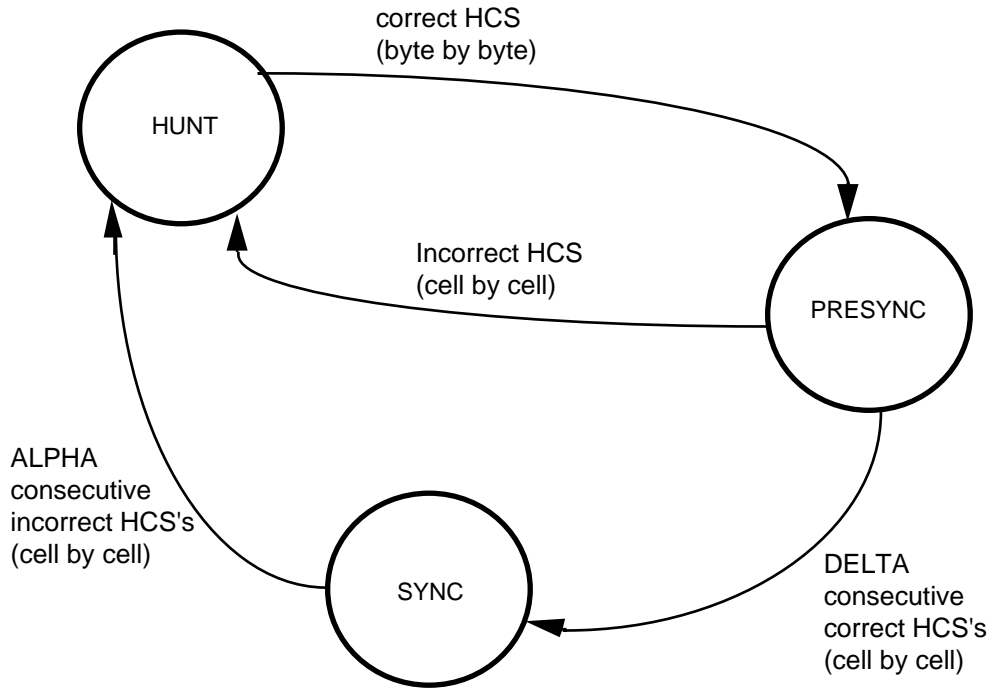 correct HCS
(byte by byte)
HUNT
Incorrect HCS
(cell by cell)
PRESYNC
ALPHA
consecutive
incorrect HCS's
(cell by cell)
SYNC
DELTA
consecutive
correct HCS's
(cell by cell)